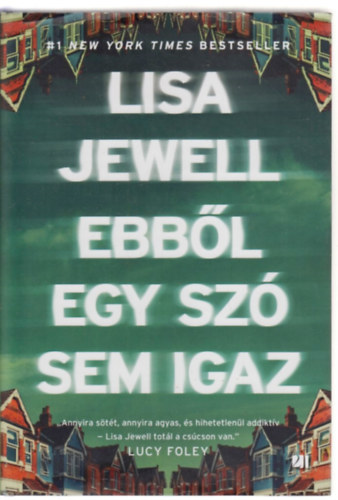 #1 NEW YORK TIMES BESTSELLER
LISA
JEWELL
EBBŐL
EGY SZÓ
SEM IGAZ
„Annyira sötét, annyira agyas, és hihetetlenül addiktív
– Lisa Jewell totál a csúcson van.”
LUCY FOLEY